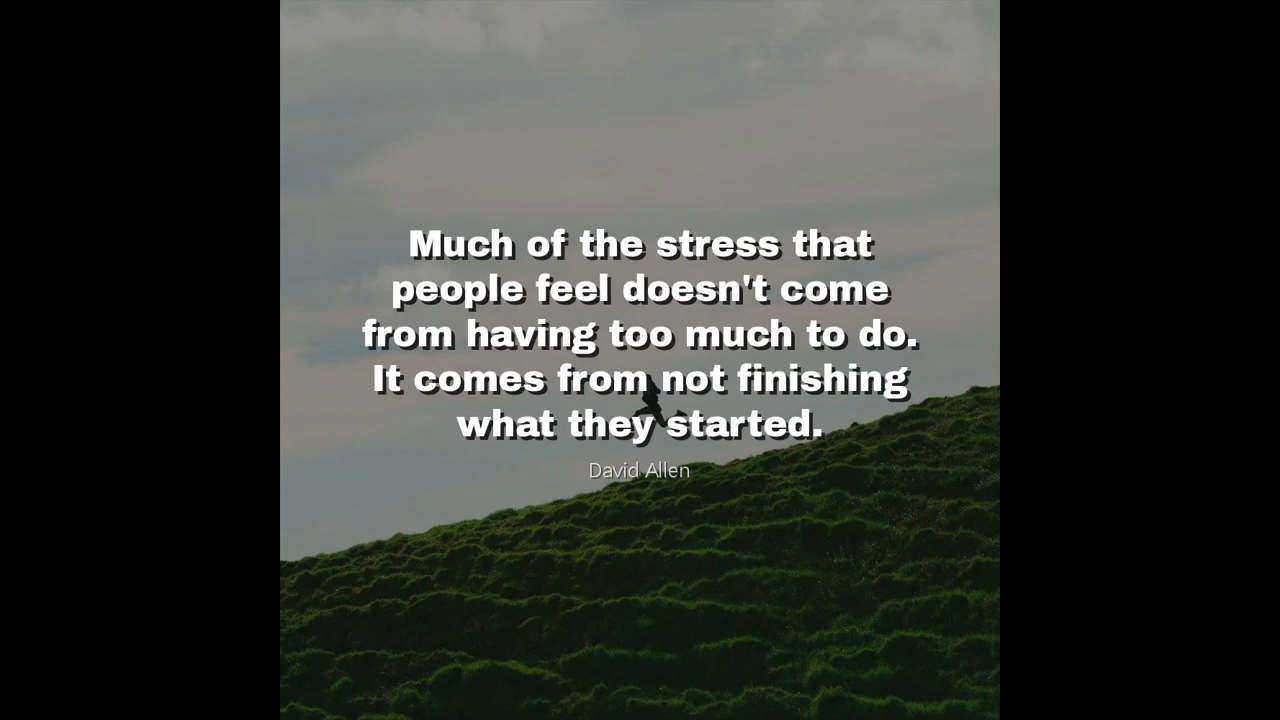 Much of the stress that
people feel doesn't come
from having too much to do.
It comes from not finishing
what they started.
David Allen